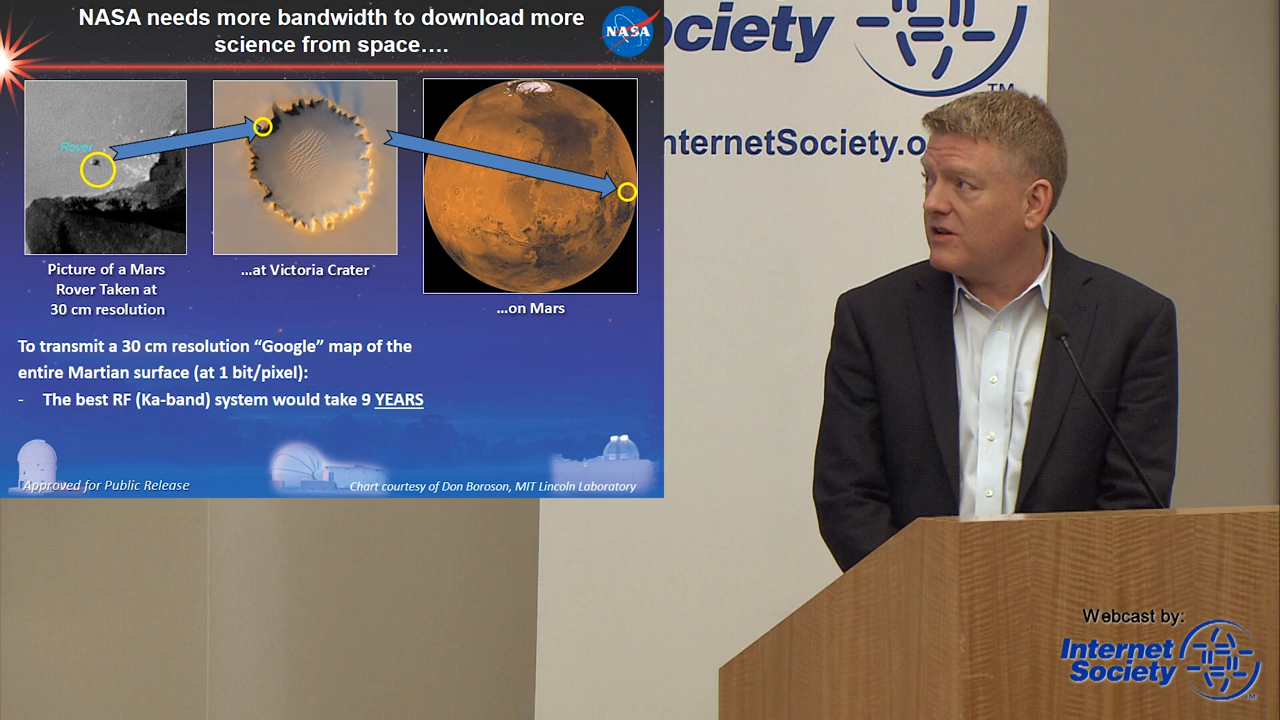 NASA needs more bandwidth to download more
science from space….
NASA
Rover
Picture of a Mars
Rover Taken at
30 cm resolution
…at Victoria Crater
…on Mars
To transmit a 30 cm resolution “Google” map of the
entire Martian surface (at 1 bit/pixel):
- The best RF (Ka-band) system would take 9 YEARS
Approved for Public Release
Chart courtesy of Don Boroson, MIT Lincoln Laboratory
ciety
TM
nternetSociety.o
Webcast by:
Internet
Society
TM